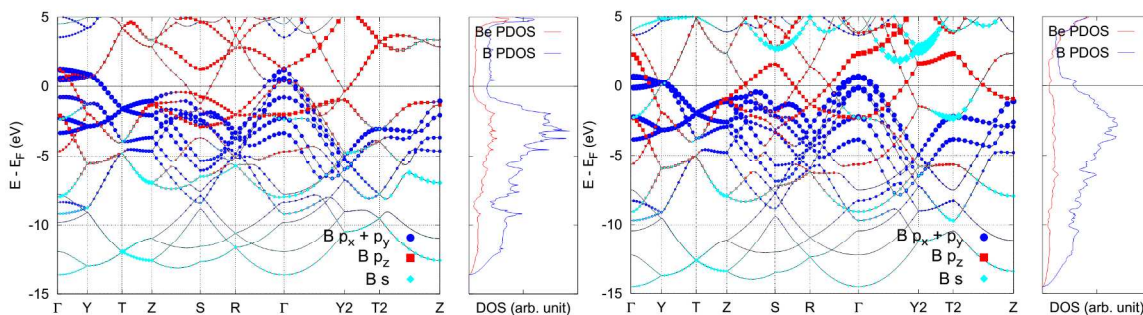 5
0
-5
-10
-15
E - E_F (eV)
B p_x + p_y
B p_z
B s
Γ Y T Z S R Γ Y2 T2 Z
Be PDOS
B PDOS
DOS (arb. unit)
5
0
-5
-10
-15
E - E_F (eV)
B p_x + p_y
B p_z
B s
Γ Y T Z S R Γ Y2 T2 Z
Be PDOS
B PDOS
DOS (arb. unit)